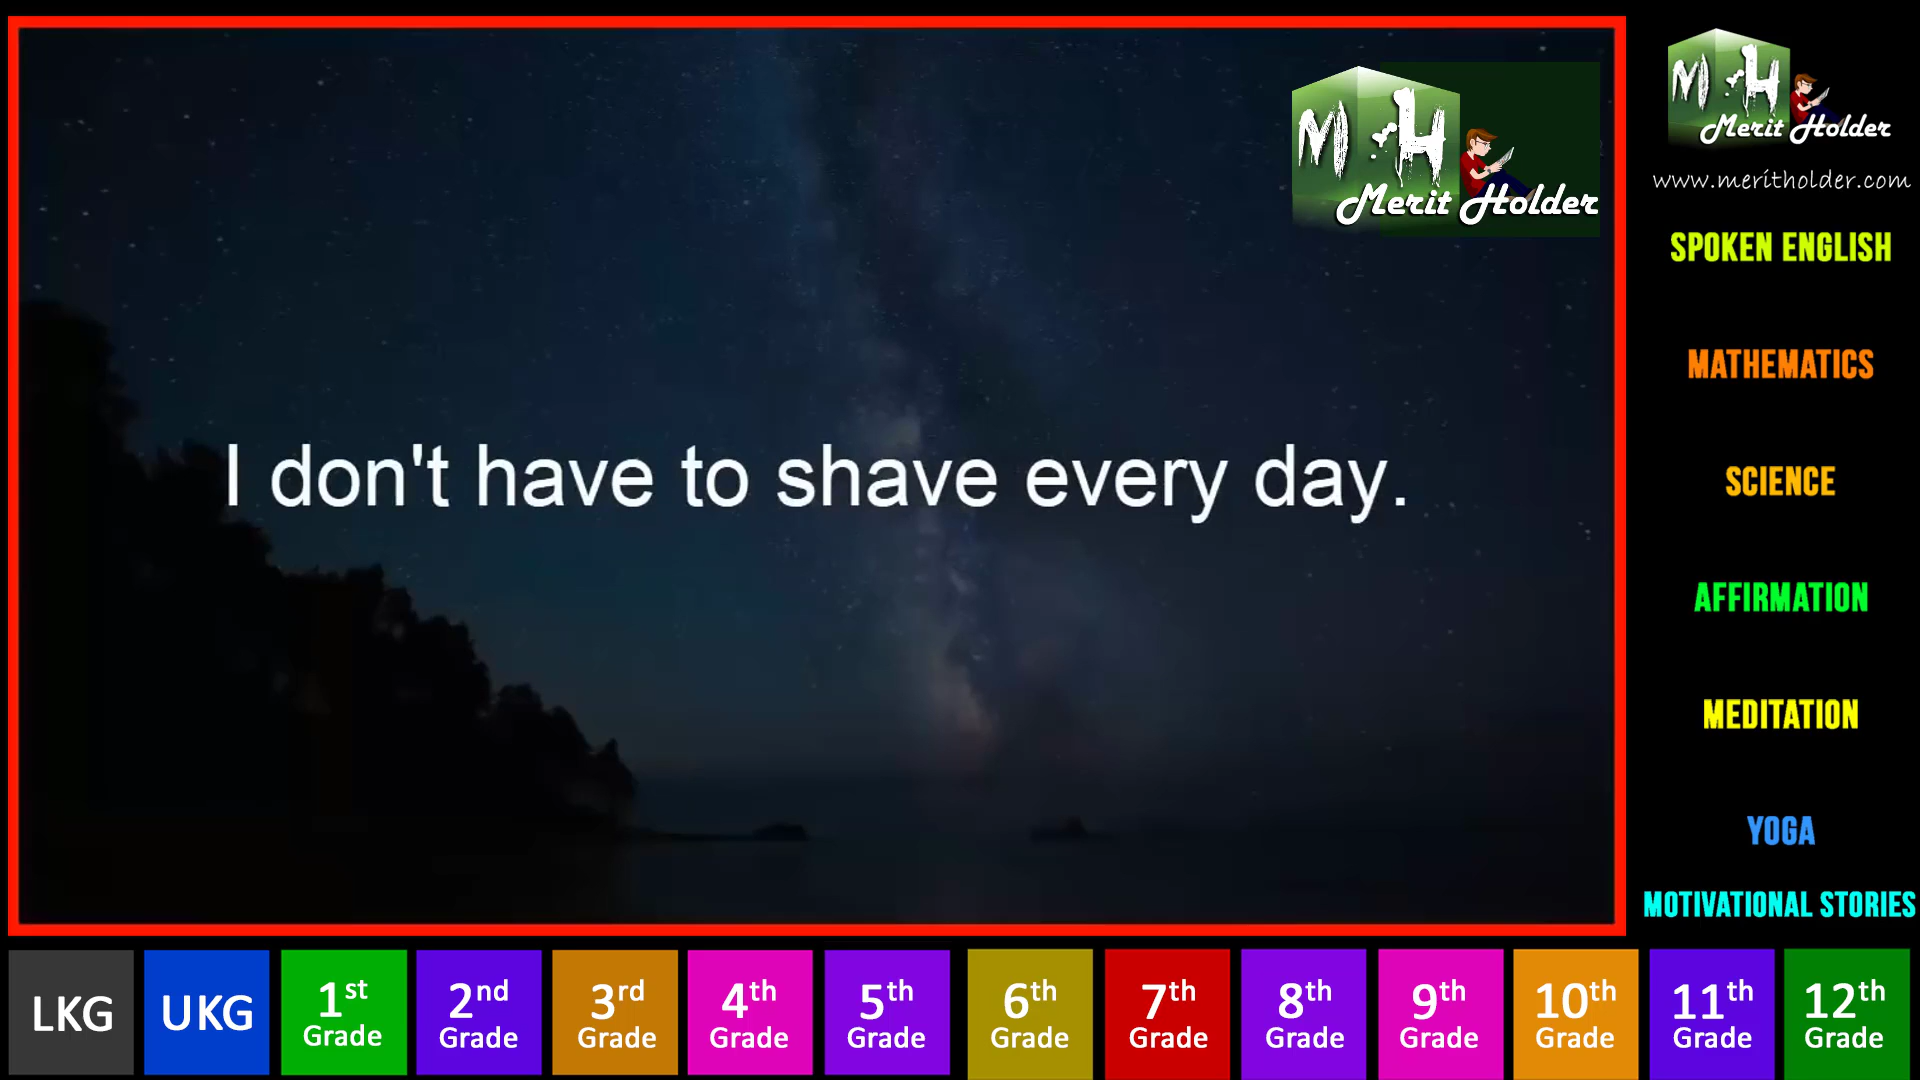 M H
Merit Holder
I don't have to shave every day.
M H
Merit Holder
www.meritholder.com
SPOKEN ENGLISH
MATHEMATICS
SCIENCE
AFFIRMATION
MEDITATION
YOGA
MOTIVATIONAL STORIES
LKG
UKG
1st Grade
2nd Grade
3rd Grade
4th Grade
5th Grade
6th Grade
7th Grade
8th Grade
9th Grade
10th Grade
11th Grade
12th Grade